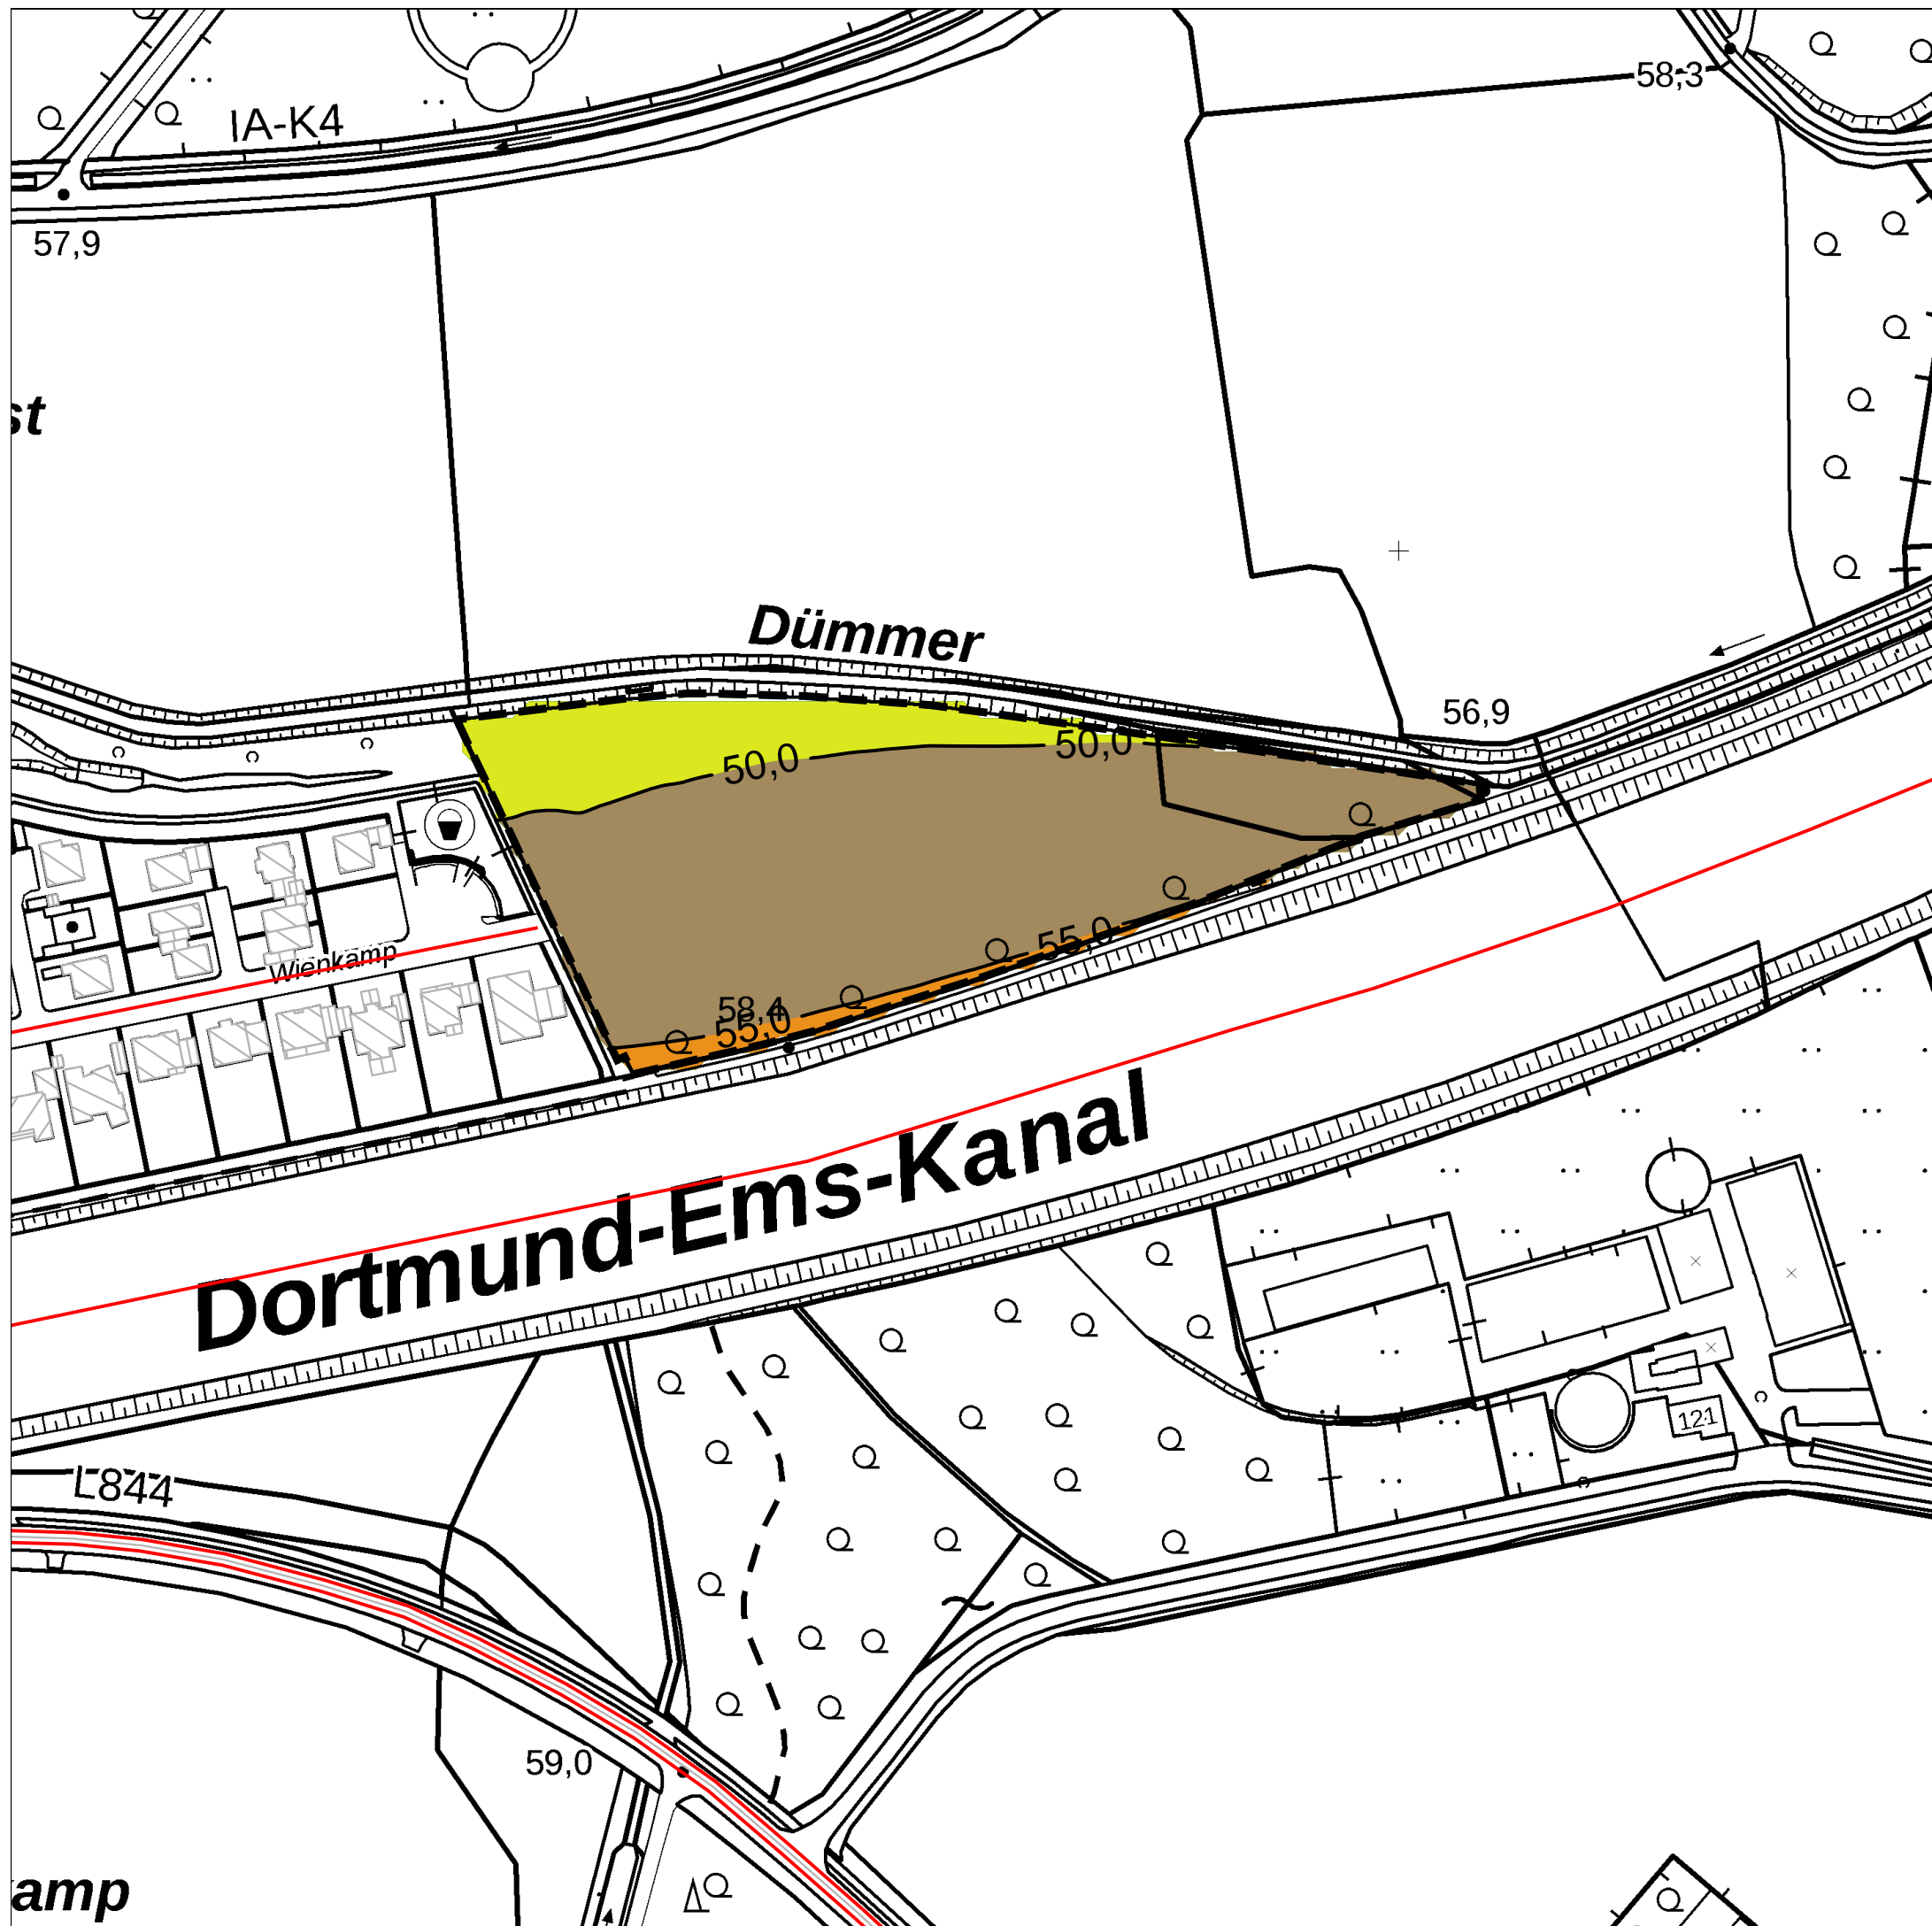 58,3
IA-K4
57,9
st
Dümmer
56,9
50,0
50,0
55,0
Wienkamp
58,4
55,0
Dortmund-Ems-Kanal
121
L844
59,0
kamp